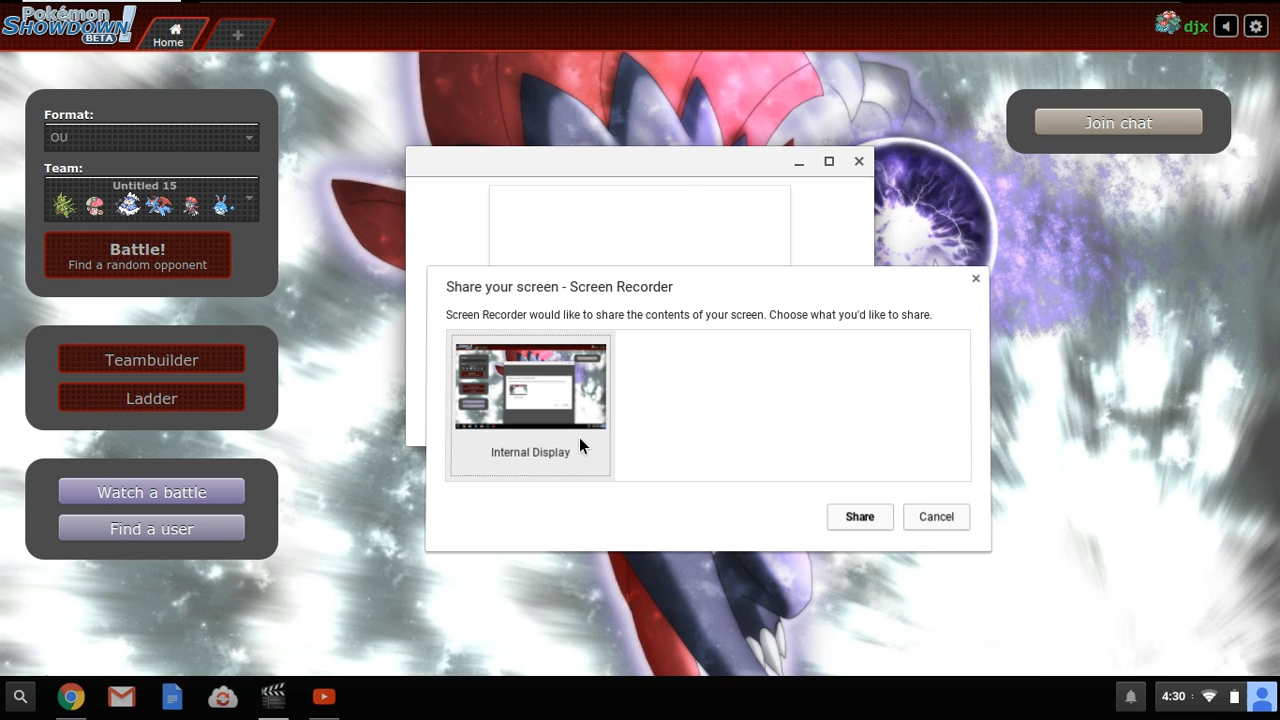 Pokémon
SHOWDOWN!
BETA
Home
djx
Format:
OU
Team:
Untitled 15
Battle!
Find a random opponent
Teambuilder
Ladder
Watch a battle
Find a user
Join chat
Share your screen - Screen Recorder
Screen Recorder would like to share the contents of your screen. Choose what you'd like to share.
Internal Display
Share
Cancel
4:30